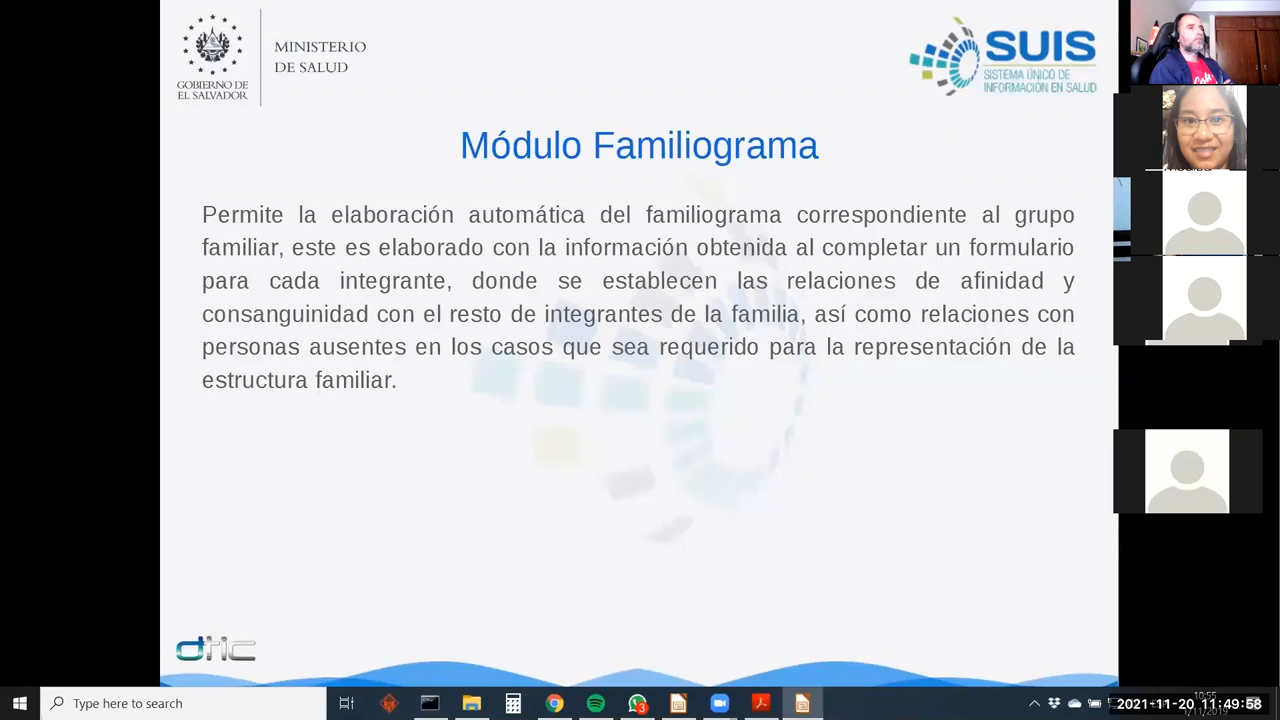 MINISTERIO
DE SALUD
GOBIERNO DE
EL SALVADOR
SUIS
SISTEMA ÚNICO DE
INFORMACIÓN EN SALUD
Módulo Familiograma
Permite la elaboración automática del familiograma correspondiente al grupo
familiar, este es elaborado con la información obtenida al completar un formulario
para cada integrante, donde se establecen las relaciones de afinidad y
consanguinidad con el resto de integrantes de la familia, así como relaciones con
personas ausentes en los casos que sea requerido para la representación de la
estructura familiar.
dtic
Type here to search
3
10:55
2021-11-20 11:49:58